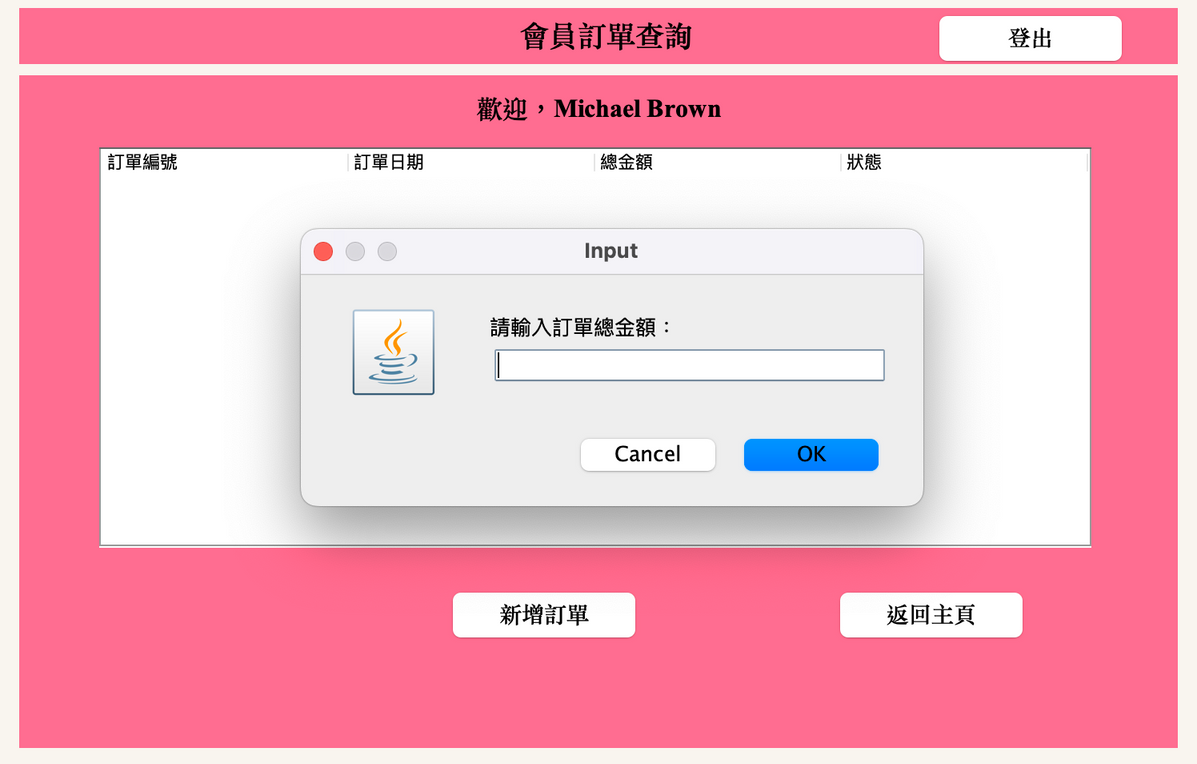 會員訂單查詢
登出
歡迎，Michael Brown
訂單編號 訂單日期 總金額 狀態
Input
請輸入訂單總金額：
Cancel OK
新增訂單 返回主頁